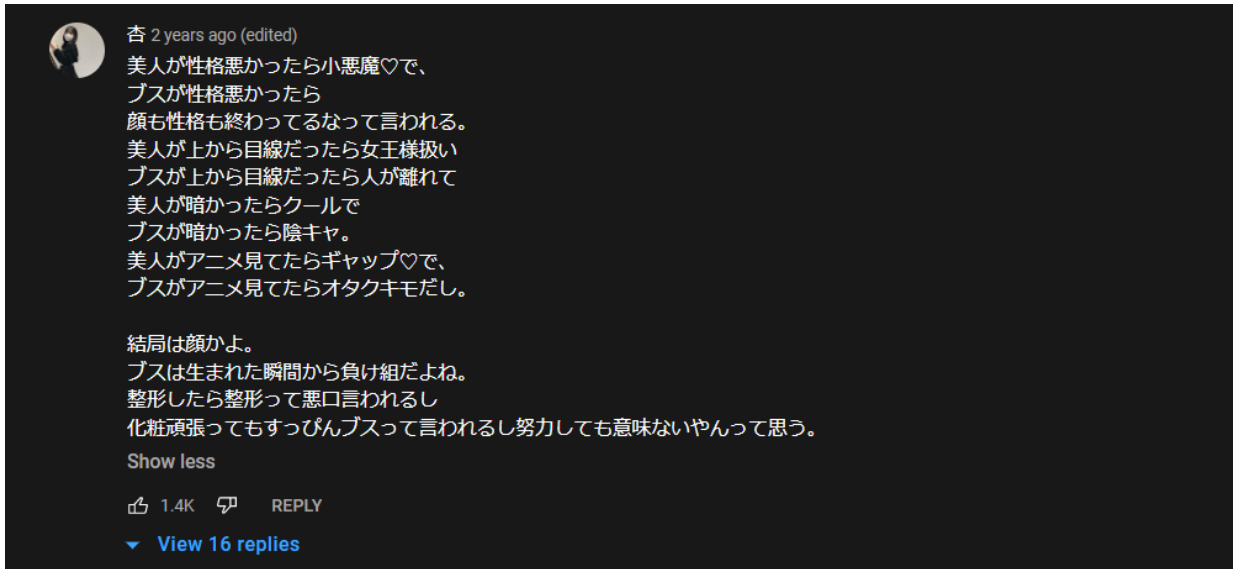 杏 2 years ago (edited)
美人が性格悪かったら小悪魔♡で、
ブスが性格悪かったら
顔も性格も終わってるなって言われる。
美人が上から目線だったら女王様扱い
ブスが上から目線だったら人が離れて
美人が暗かったらクールで
ブスが暗かったら陰キャ。
美人がアニメ見てたらギャップ♡で、
ブスがアニメ見てたらオタクキモだし。
結局は顔かよ。
ブスは生まれた瞬間から負け組だよね。
整形したら整形って悪口言われるし
化粧頑張ってもすっぴんブスって言われるし努力しても意味ないやんって思う。
Show less
1.4K REPLY
View 16 replies